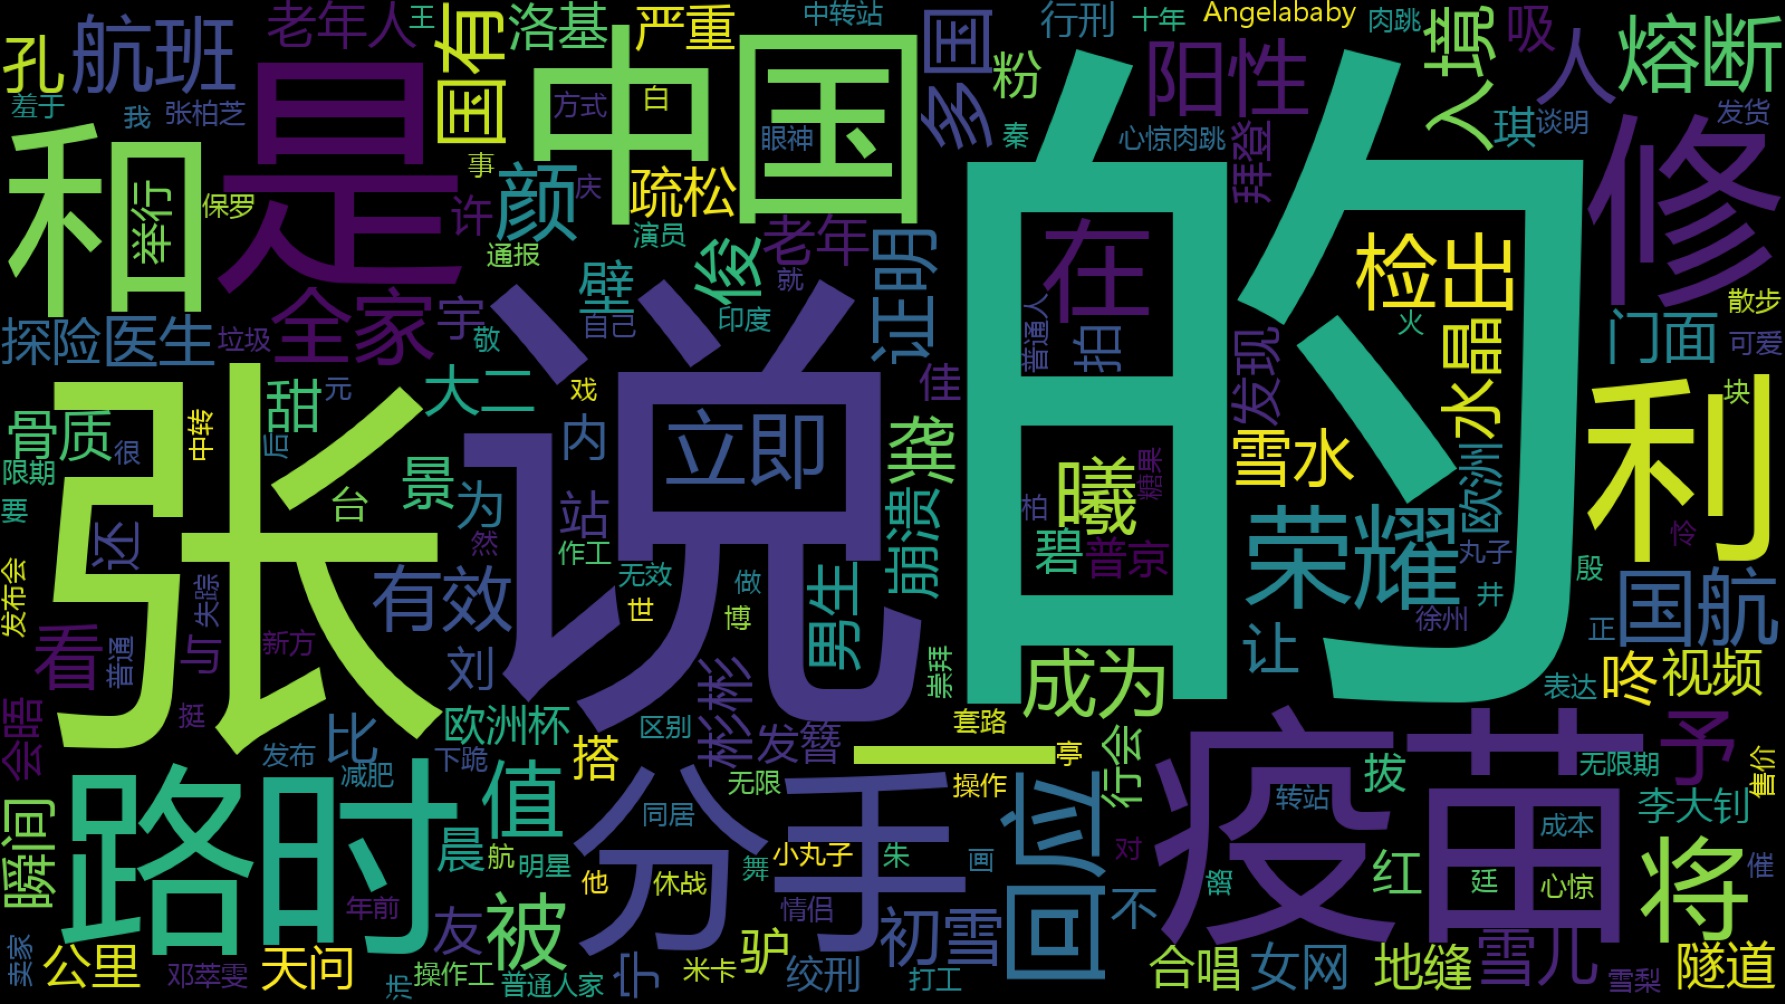 老年人
王
洛基
严重
中转站
行刑
十年
Angelababy
肉跳
吸
孔
航班
国有
中国
多国
粉
阳性
入境
人
熔断
羞于
我
张柏芝
是
方式
白
眼神
的
秦
心惊肉跳
琪
谈明
发货
和
举行
保罗
事
许
颜
庆
疏松
拜登
修
通报
演员
老年
俊
就
证明
在
检出
散步
探险
医生
垃圾
全家
宇
敬
壁
自己
印度
普通人
拍
发现
火
水晶
门面
可爱
张
骨质
很
中转
甜
元
后
大二
戏
说
立即
佳
龚
曦
糖果
雪水
欧洲
利
块
限期
要
还
台
景
为
内
站
崩溃
柏
碧
普京
荣耀
丸子
怜
殷
发布会
失踪
有效
然
作工
无效
做
男生
井
徐州
国航
正
看
普通
与
新方
刘
世
博
崇拜
成为
让
表达
咚
视频
会晤
挺
比
欧洲杯
区别
彬彬
发簪
套路
一
亭
行会
疫苗
予
发布
减肥
下跪
搭
无限
操作
回应
拔
无限期
售价
瞬间
路
时
值
分手
同居
转站
李大钊
成本
晨
航
明星
舞
小丸子
朱
画
对
红
廷
心惊
将
催
年前
他
休战
情侣
不
卖家
公里
邓萃雯
天问
友
被
操作工
普通人家
宁
米卡
驴
绞刑
初雪
打工
合唱
女网
地缝
雪儿
雪梨
隧道